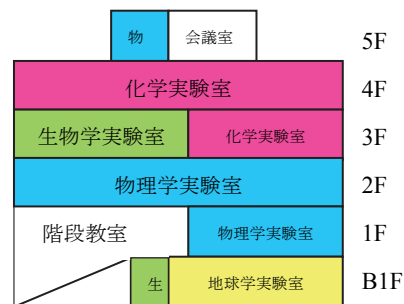 物 会議室 5F
化学実験室 4F
生物学実験室 化学実験室 3F
物理学実験室 2F
階段教室 物理学実験室 1F
生 地球学実験室 B1F